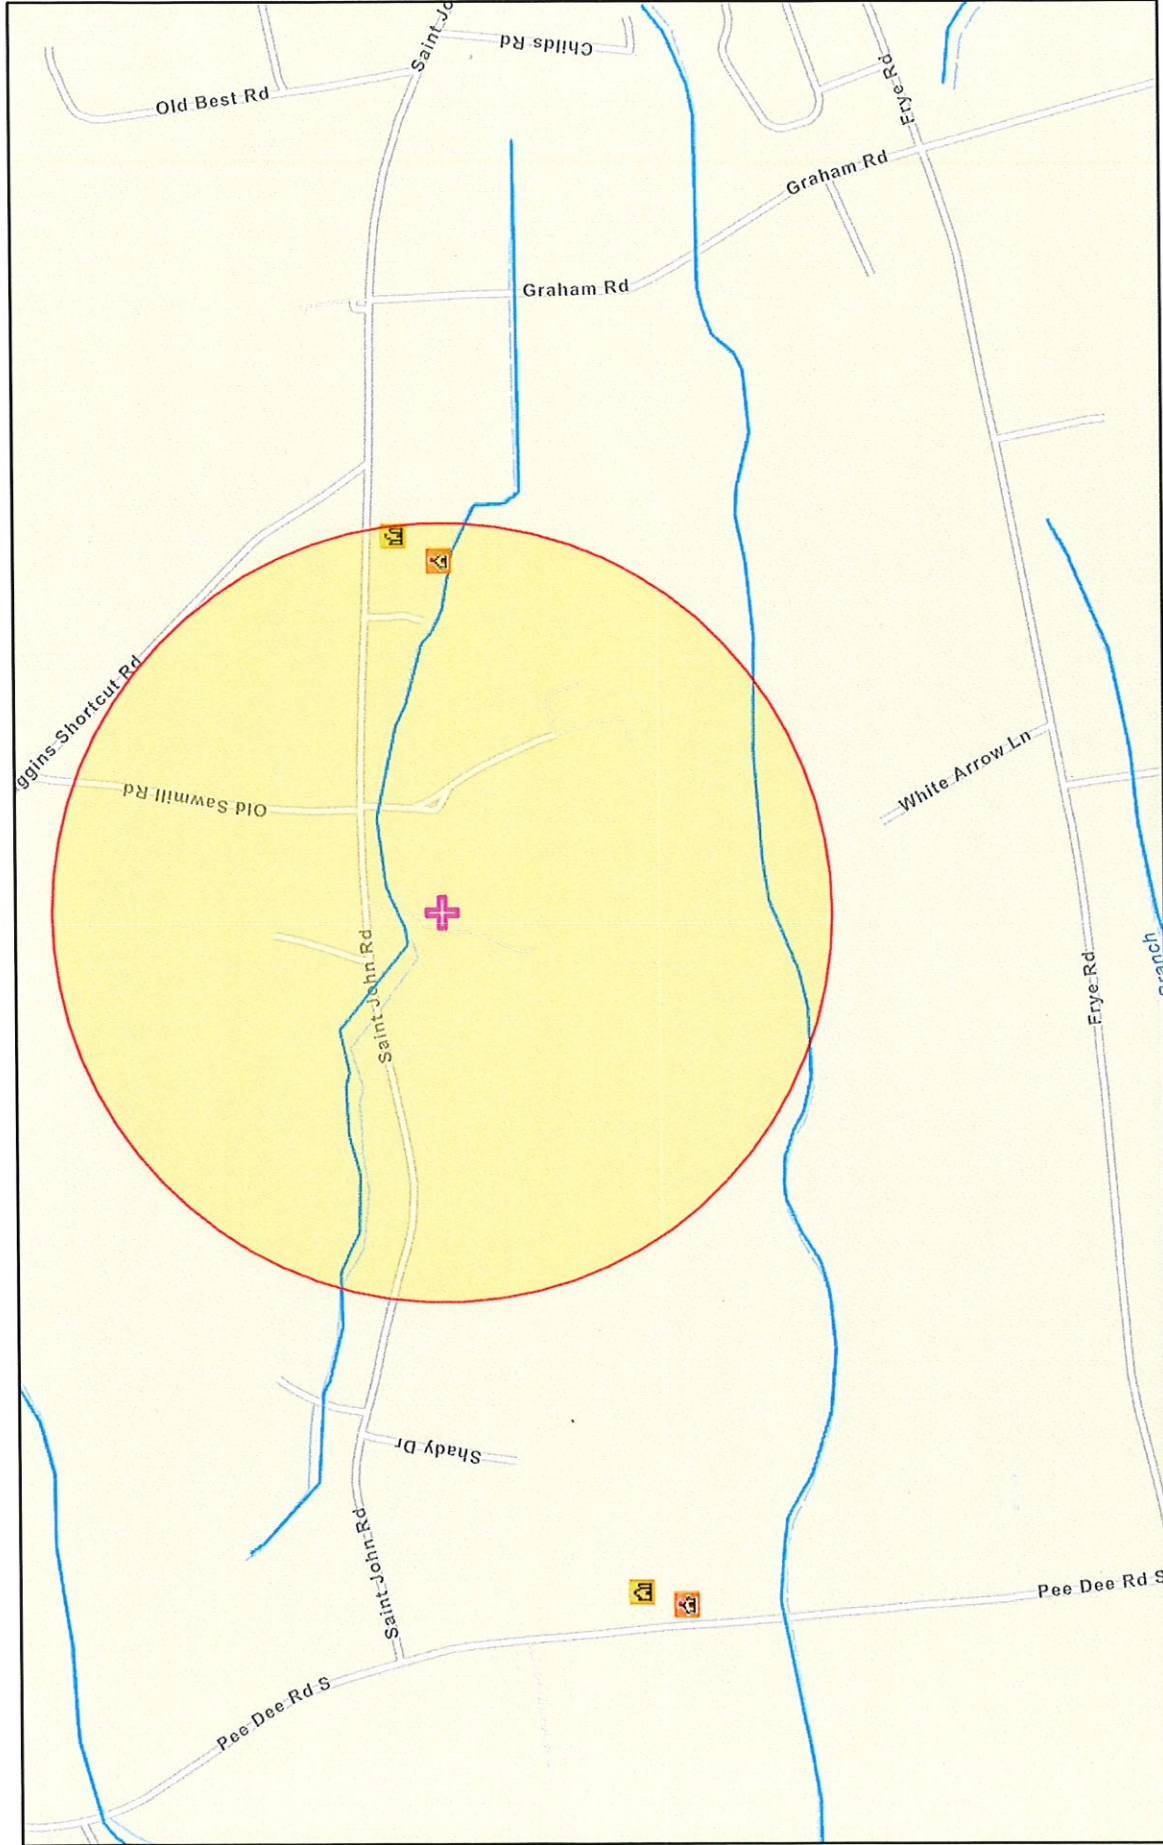 Saint Jo
Childs Rd
Old Best Rd
Frye Rd
Graham Rd
Graham Rd
ggins Shortcut Rd
Old Sawmill Rd
White Arrow Ln
Saint John Rd
Frye Rd
Branch
Shady Dr
Saint John Rd
Pee Dee Rd S
Pee Dee Rd S